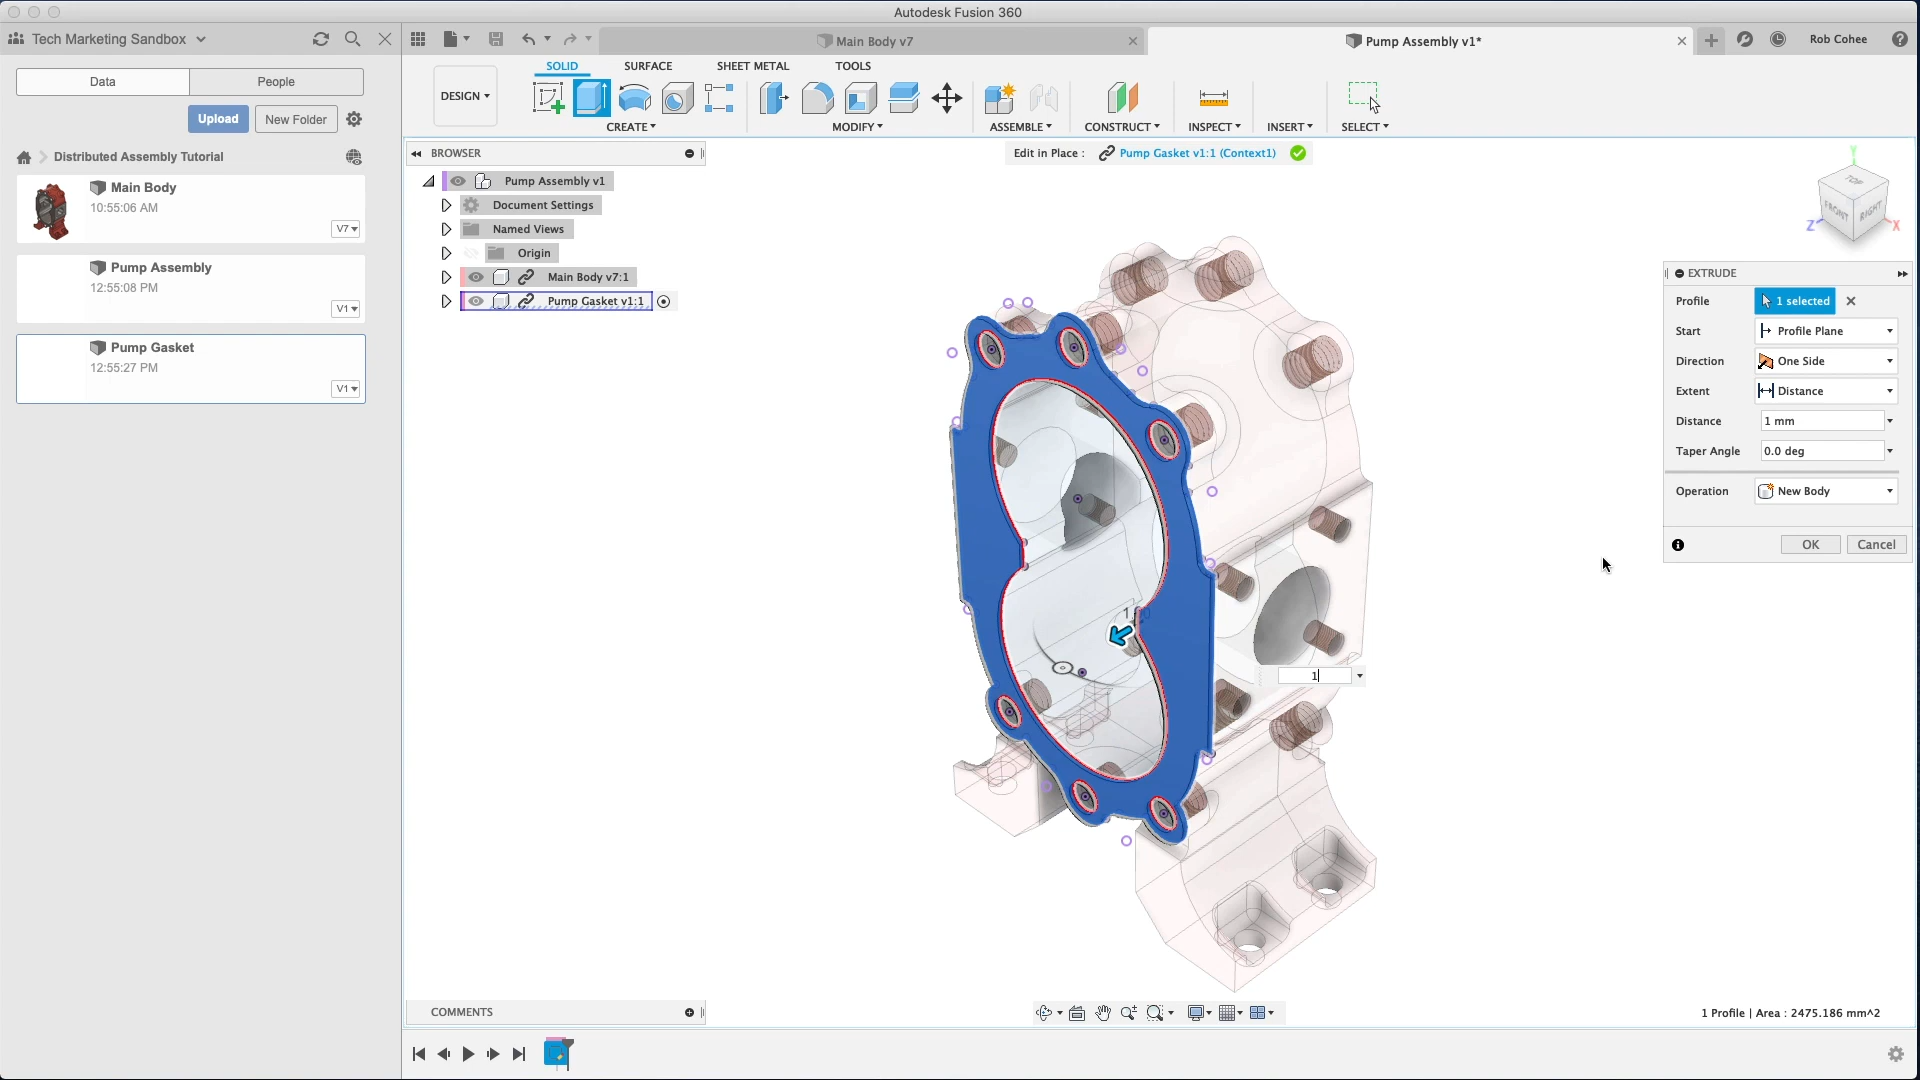 Autodesk Fusion 360
Tech Marketing Sandbox
Main Body v7
Pump Assembly v1*
Rob Cohee
Data
People
Upload
New Folder
Distributed Assembly Tutorial
Main Body
10:55:06 AM
V7
Pump Assembly
12:55:08 PM
V1
Pump Gasket
12:55:27 PM
V1
DESIGN
SOLID
SURFACE
SHEET METAL
TOOLS
CREATE
MODIFY
ASSEMBLE
CONSTRUCT
INSPECT
INSERT
SELECT
BROWSER
Edit in Place :
Pump Gasket v1:1 (Context1)
Pump Assembly v1
Document Settings
Named Views
Origin
Main Body v7:1
Pump Gasket v1:1
TOP
FRONT
RIGHT
Y
Z
X
EXTRUDE
Profile
1 selected
Start
Profile Plane
Direction
One Side
Extent
Distance
Distance
1 mm
Taper Angle
0.0 deg
Operation
New Body
OK
Cancel
1
COMMENTS
1 Profile | Area : 2475.186 mm^2